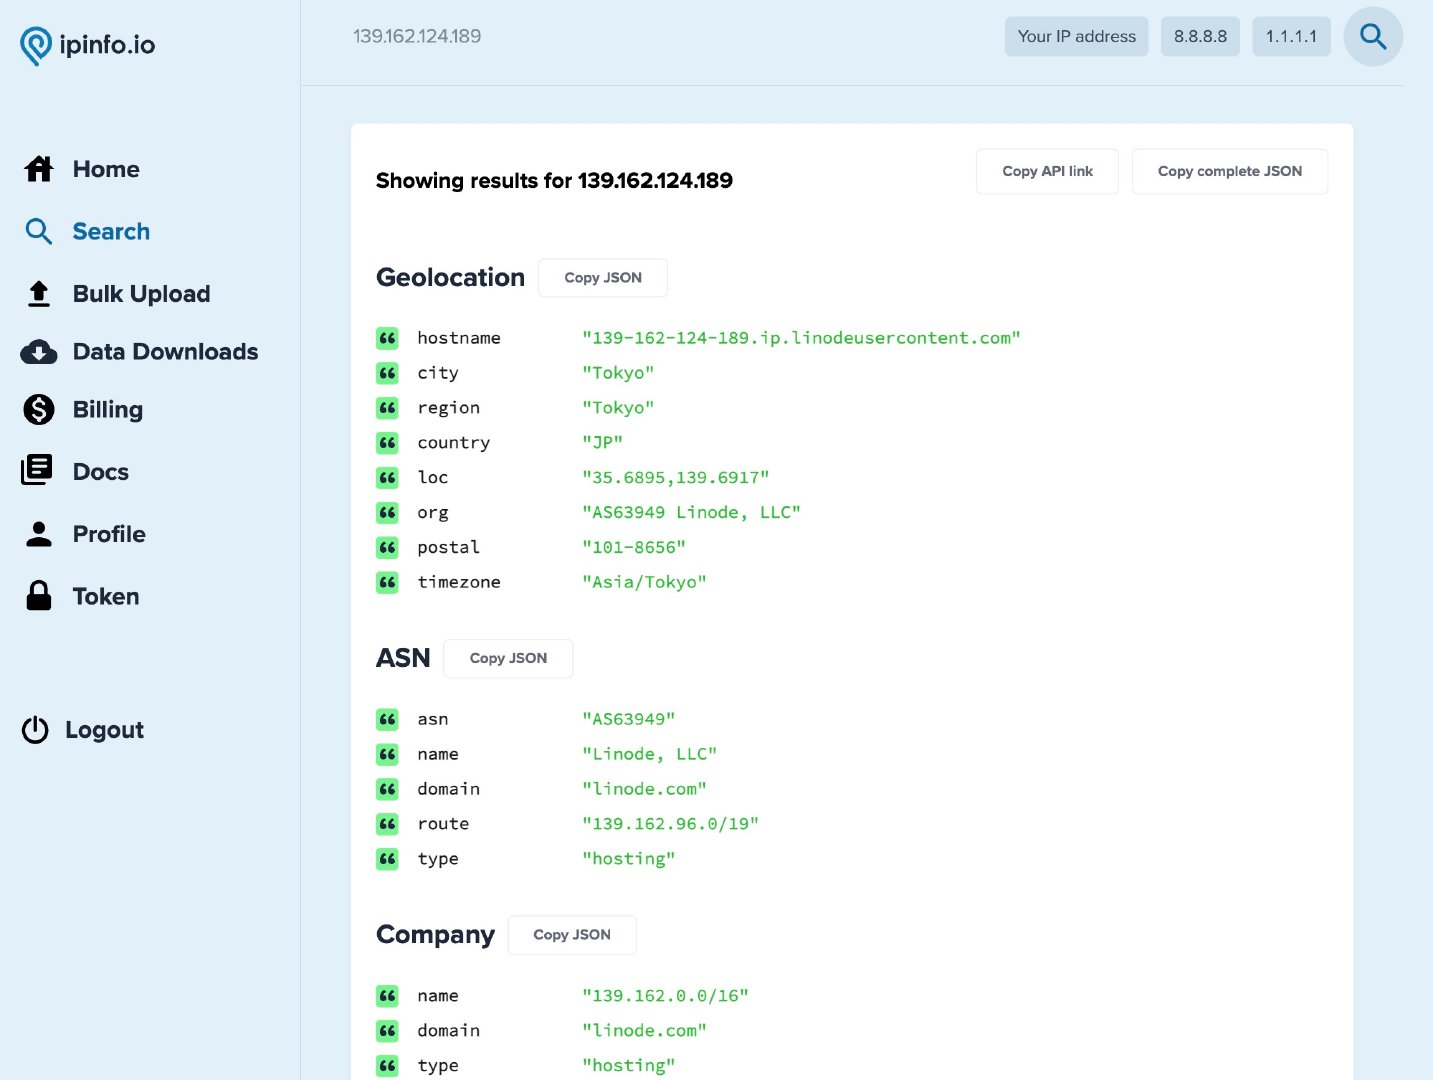 ipinfo.io
139.162.124.189
Your IP address 8.8.8.8 1.1.1.1
Home
Search
Bulk Upload
Data Downloads
Billing
Docs
Profile
Token
Logout
Showing results for 139.162.124.189
Copy API link Copy complete JSON
Geolocation Copy JSON
hostname "139-162-124-189.ip.linodeusercontent.com"
city "Tokyo"
region "Tokyo"
country "JP"
loc "35.6895,139.6917"
org "AS63949 Linode, LLC"
postal "101-8656"
timezone "Asia/Tokyo"
ASN Copy JSON
asn "AS63949"
name "Linode, LLC"
domain "linode.com"
route "139.162.96.0/19"
type "hosting"
Company Copy JSON
name "139.162.0.0/16"
domain "linode.com"
type "hosting"